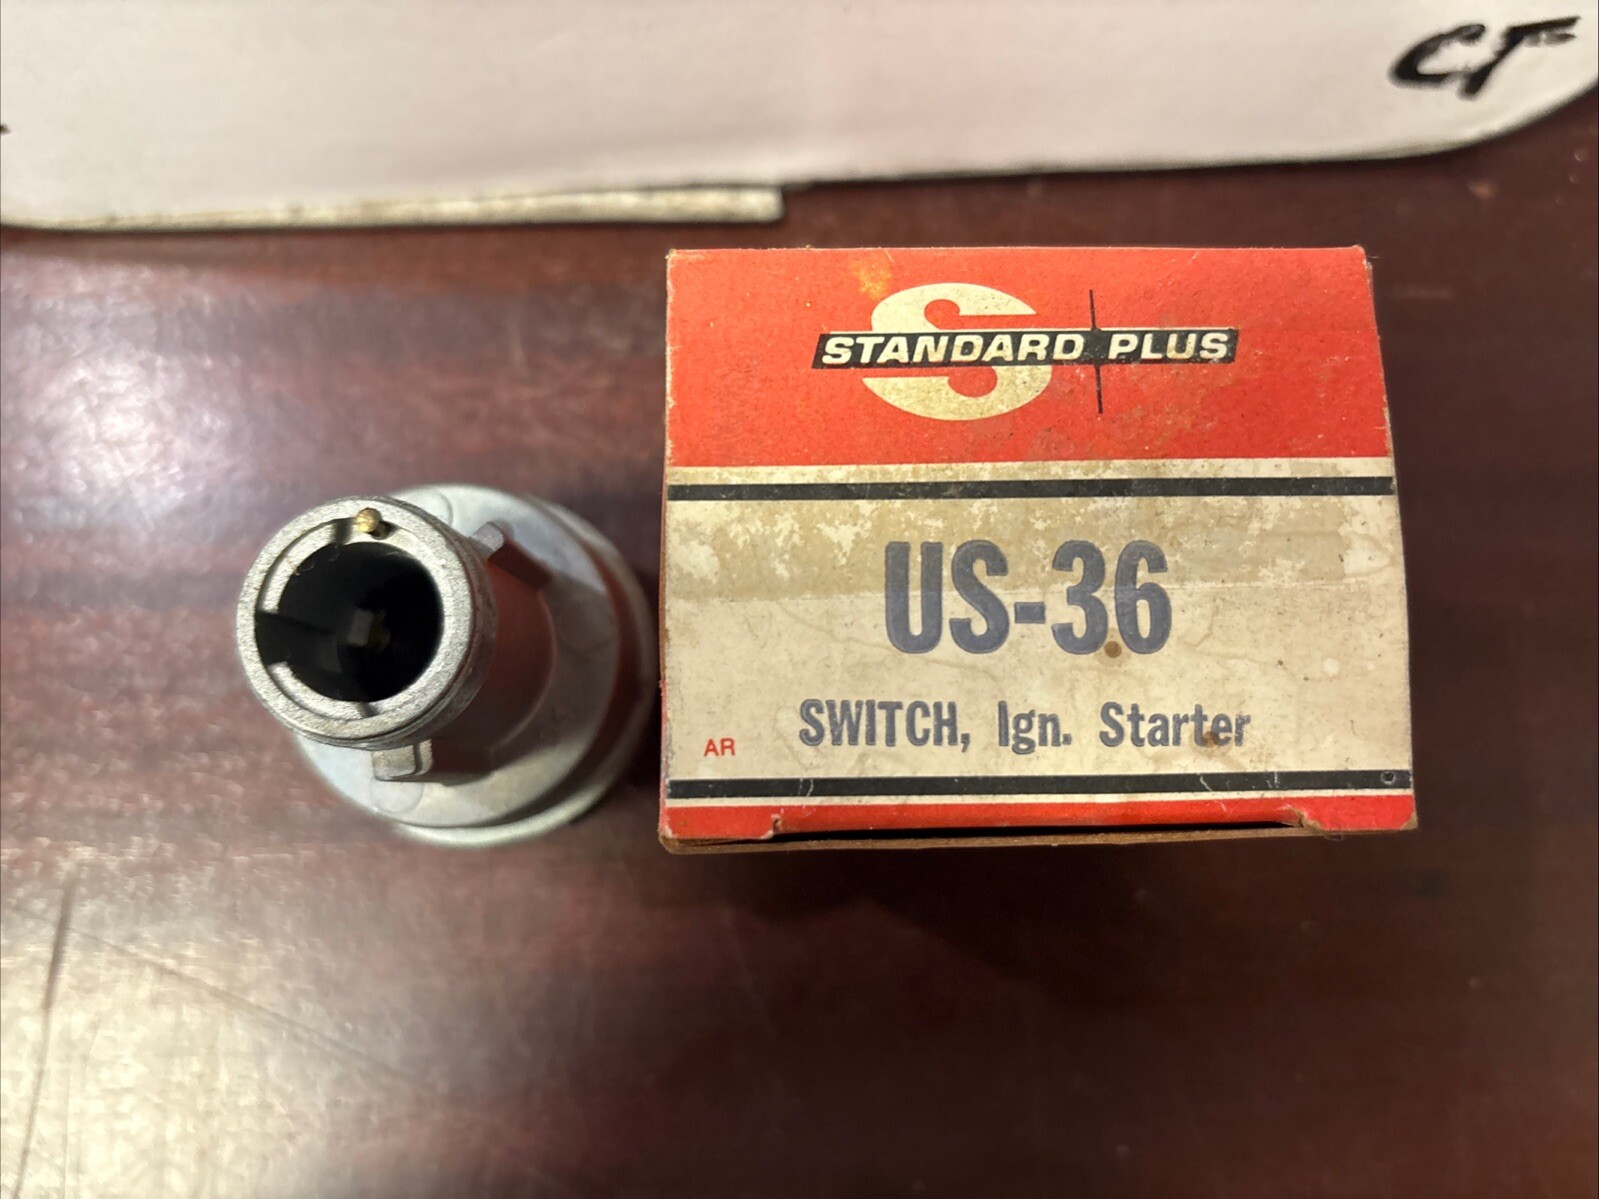 CF
STANDARD PLUS
US-36
SWITCH, Ign. Starter
AR